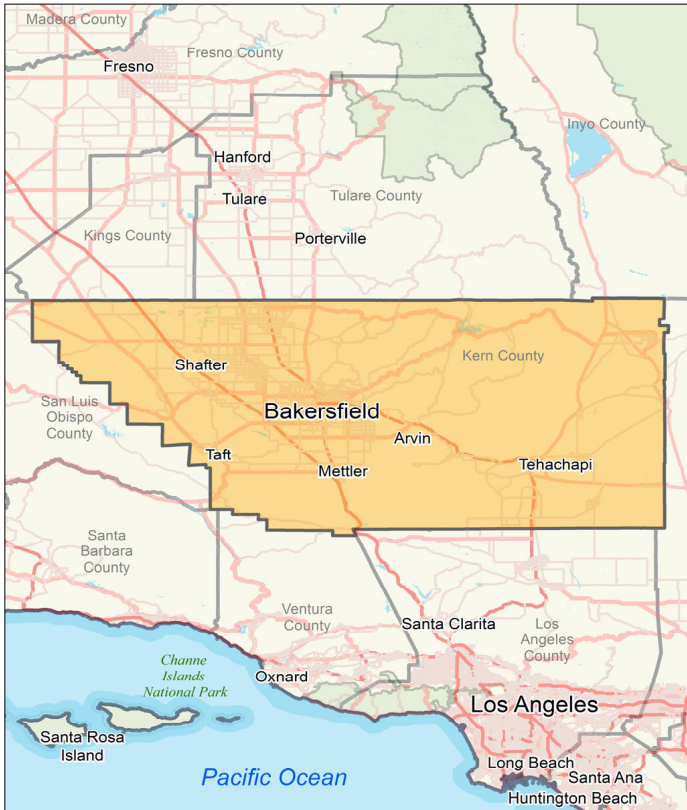 Madera County
Fresno County
Fresno
Inyo County
Hanford
Tulare
Tulare County
Kings County
Porterville
Shafter
Kern County
San Luis
Obispo
County
Bakersfield
Arvin
Taft
Mettler
Tehachapi
Santa
Barbara
County
Ventura
County
Santa Clarita
Los
Angeles
County
Channe
Islands
National Park
Oxnard
Los Angeles
Santa Rosa
Island
Long Beach
Santa Ana
Pacific Ocean
Huntington Beach